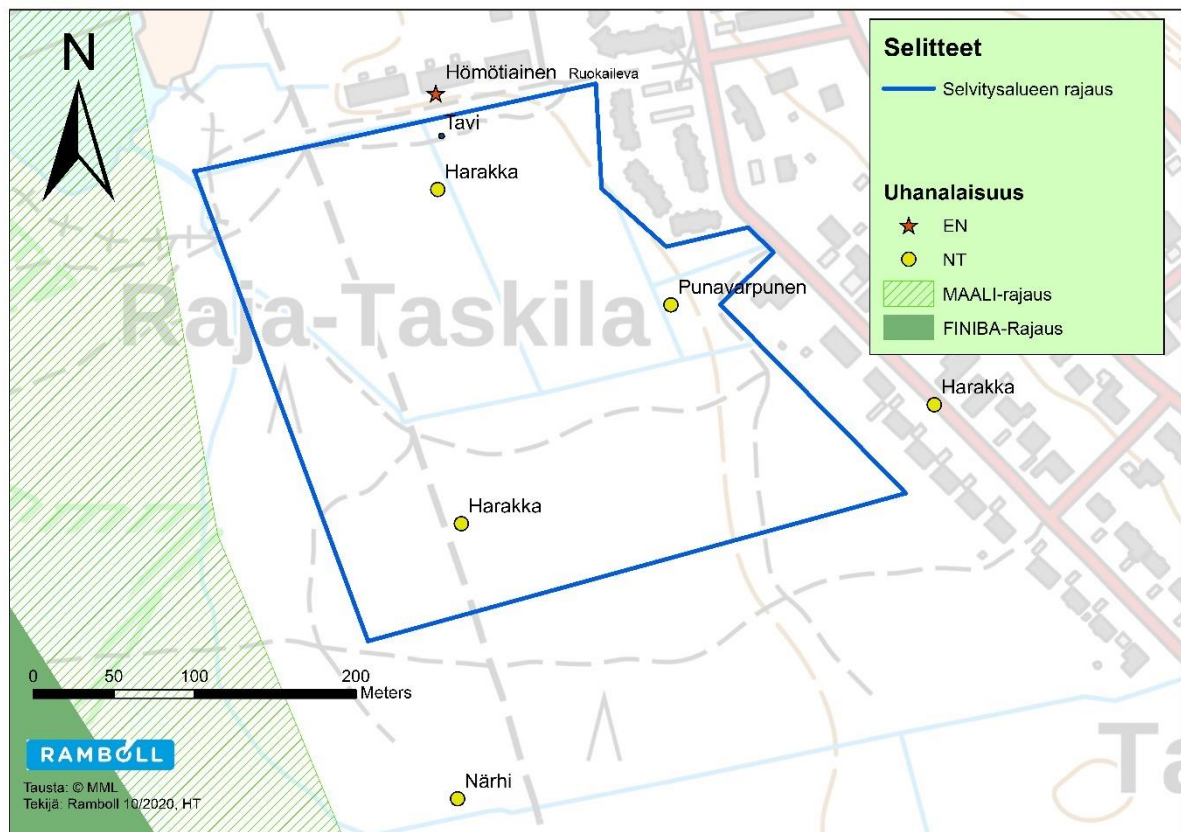 N
Hömötiainen
Ruokaileva
Tavi
Harakka
Raja-Taskila
Punavarpunen
Harakka
Harakka
Närhi
Ta
Selitteet
Selvitysalueen rajaus
Uhanalaisuus
EN
NT
MAALI-rajaus
FINIBA-Rajaus
0 50 100 200
Meters
RAMBOLL
Tausta: © MML
Tekijä: Ramboll 10/2020, HT